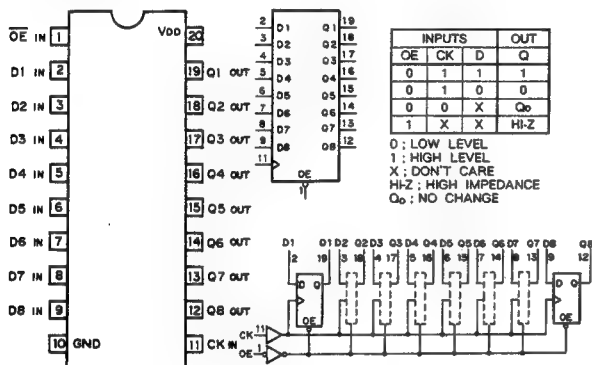 OE IN 1
D1 IN 2
D2 IN 3
D3 IN 4
D4 IN 5
D5 IN 6
D6 IN 7
D7 IN 8
D8 IN 9
10 GND
VDD 20
19 Q1 OUT
18 Q2 OUT
17 Q3 OUT
16 Q4 OUT
15 Q5 OUT
14 Q6 OUT
13 Q7 OUT
12 Q8 OUT
11 CK IN
2 D1 Q1 19
3 D2 Q2 18
4 D3 Q3 17
5 D4 Q4 16
6 D5 Q5 15
7 D6 Q6 14
8 D7 Q7 13
9 D8 Q8 12
11
OE
1
INPUTS OUT
OE CK D Q
0 1 1 1
0 1 0 0
0 0 X Qo
1 X X HI-Z
0 ; LOW LEVEL
1 ; HIGH LEVEL
X ; DON'T CARE
HI-Z ; HIGH IMPEDANCE
Qo ; NO CHANGE
D1 Q1 D2 Q2 D3 Q3 D4 Q4 D5 Q5 D6 Q6 D7 Q7 D8 Q8
2 19 3 18 4 17 5 16 6 15 7 14 8 13 9 12
D Q D Q
OE OE
CK 11
OE 1